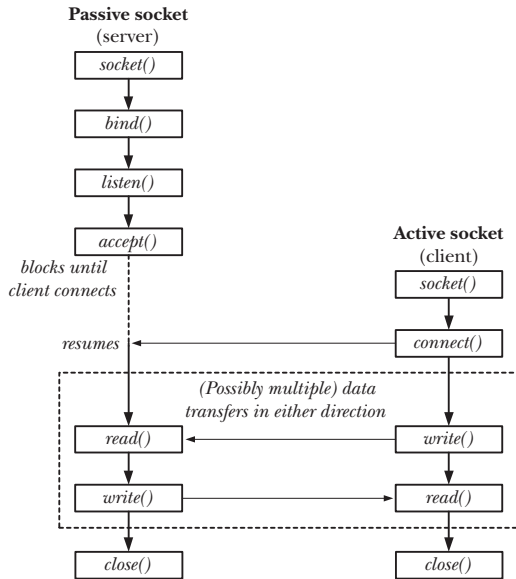 Passive socket
(server)
socket()
bind()
listen()
accept()
blocks until
client connects
resumes
Active socket
(client)
socket()
connect()
(Possibly multiple) data
transfers in either direction
read()
write()
write()
read()
close()
close()